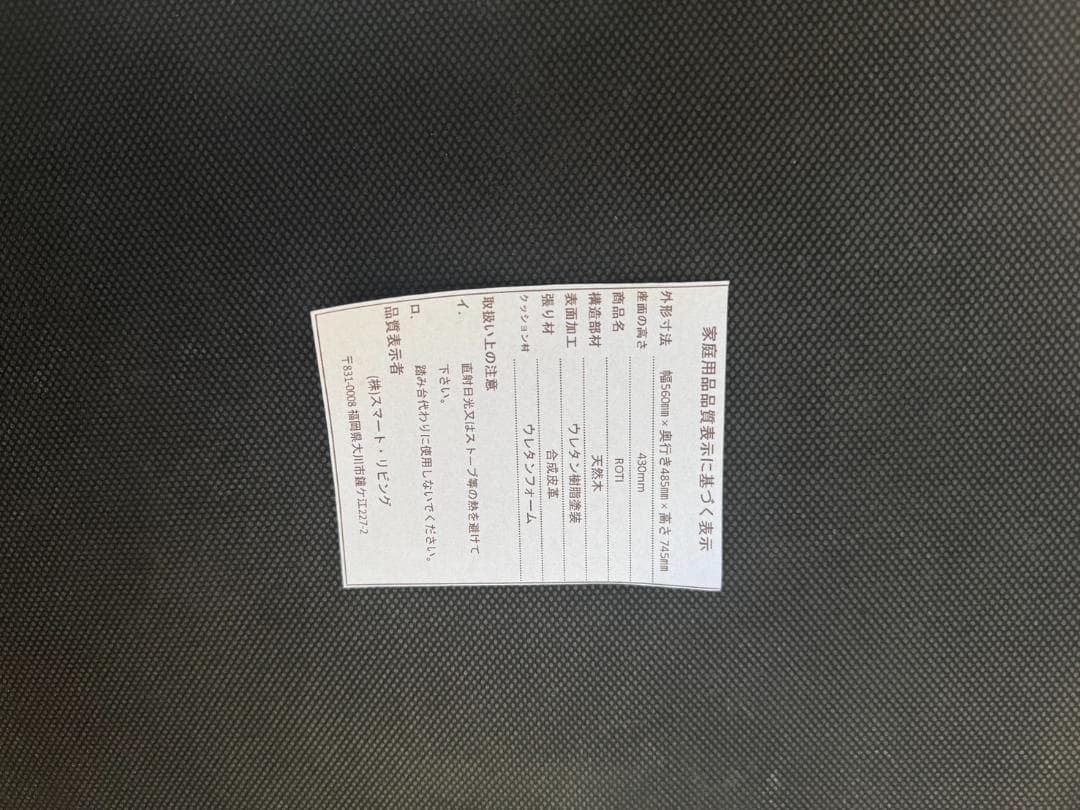 家庭用品品質表示に基づく表示
外形寸法 幅560㎜×奥行き485㎜×高さ745㎜
座面の高さ 430mm
商品名 ROTI
構造部材 天然木
表面加工 ウレタン樹脂塗装
張り材 合成皮革
クッション材 ウレタンフォーム
取扱い上の注意
イ. 直射日光又はストーブ等の熱を避けて
下さい。
ロ. 踏み台代わりに使用しないでください。
品質表示者
(株)スマート・リビング
〒831-0008 福岡県大川市鐘ケ江227-2